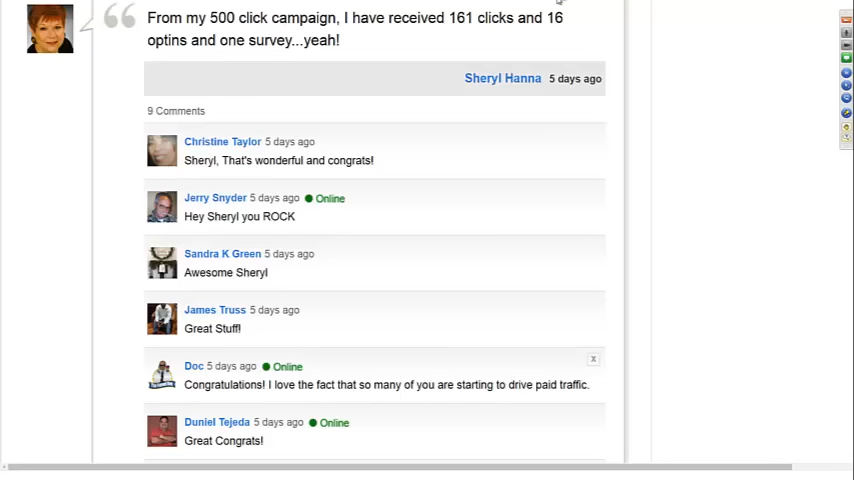 From my 500 click campaign, I have received 161 clicks and 16
optins and one survey...yeah!
Sheryl Hanna 5 days ago
9 Comments
Christine Taylor 5 days ago
Sheryl, That's wonderful and congrats!
Jerry Snyder 5 days ago Online
Hey Sheryl you ROCK
Sandra K Green 5 days ago
Awesome Sheryl
James Truss 5 days ago
Great Stuff!
Doc 5 days ago Online
x
Congratulations! I love the fact that so many of you are starting to drive paid traffic.
Duniel Tejeda 5 days ago Online
Great Congrats!